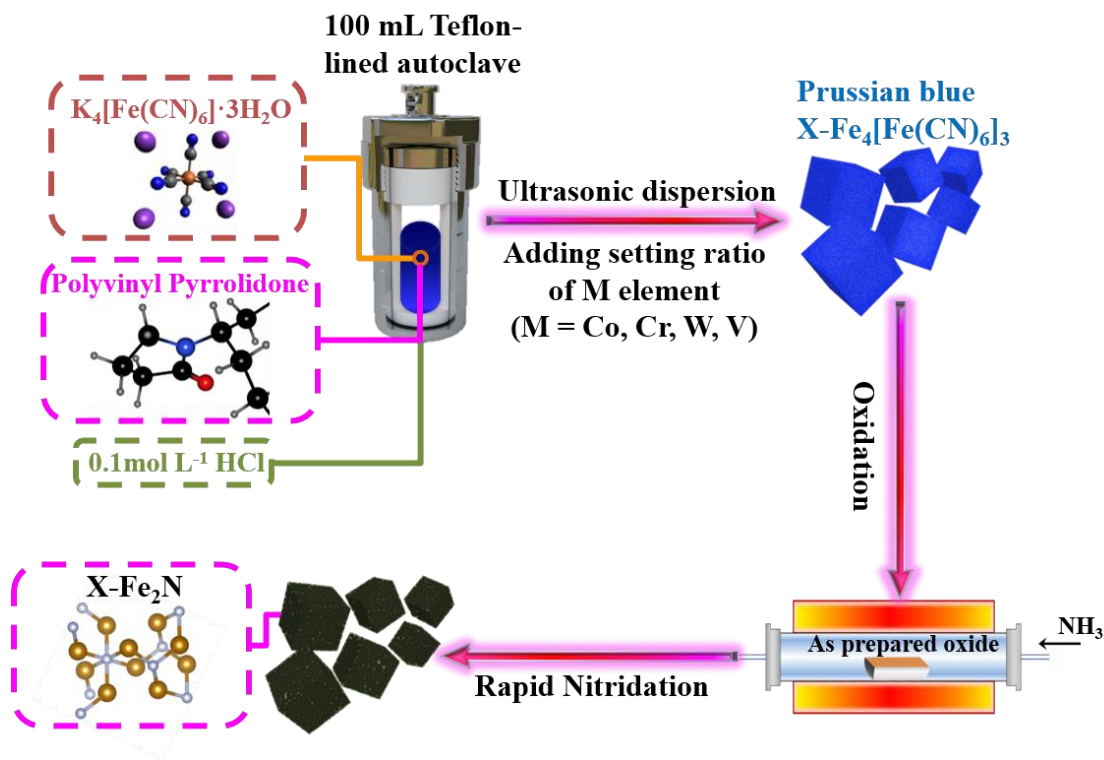 100 mL Teflon-
lined autoclave
K₄[Fe(CN)₆]·3H₂O
Polyvinyl Pyrrolidone
0.1mol L⁻¹ HCl
Ultrasonic dispersion
Adding setting ratio
of M element
(M = Co, Cr, W, V)
Prussian blue
X-Fe₄[Fe(CN)₆]₃
Oxidation
NH₃
As prepared oxide
Rapid Nitridation
X-Fe₂N